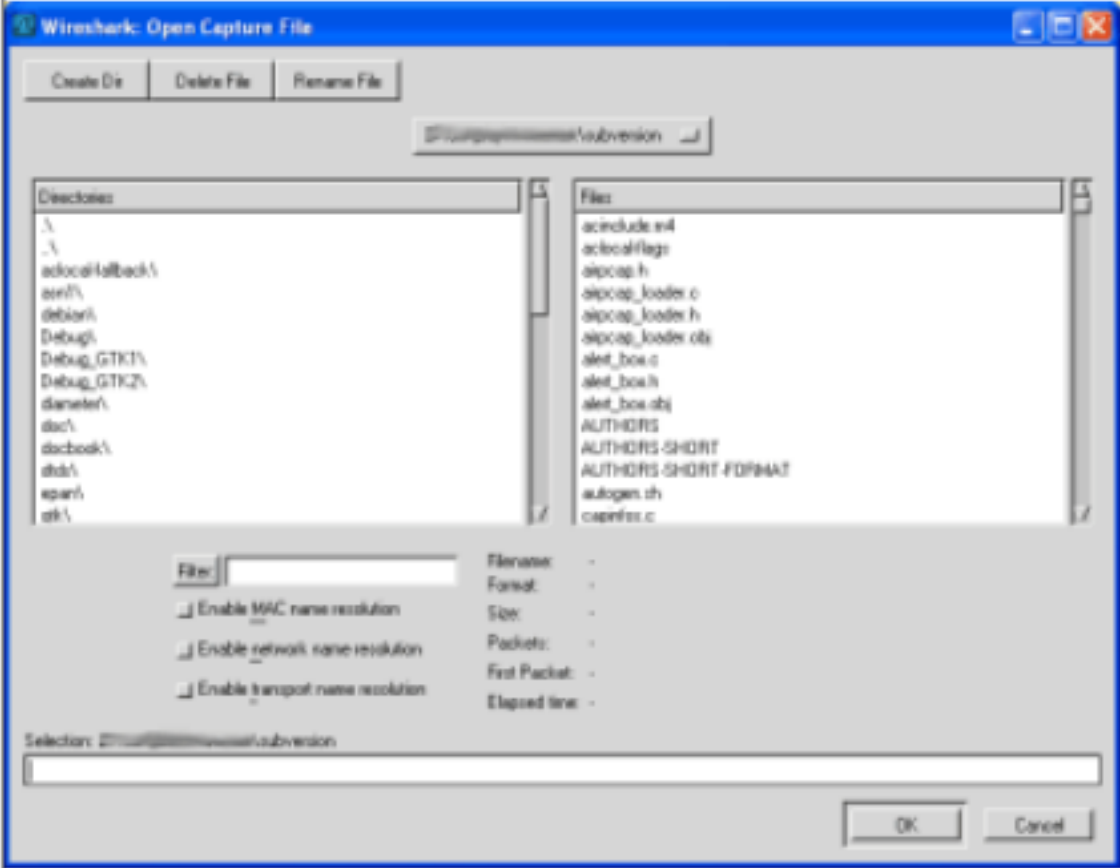 Wireshark: Open Capture File
Create Dir Delete File Rename File
\subversion
Directories
.\
..\
aclocal-fallback\
asn1\
debian\
Debug\
Debug_GTK1\
Debug_GTK2\
diameter\
doc\
docbook\
dtds\
epan\
gtk\
Files
acinclude.m4
aclocal-flags
airpcap.h
airpcap_loader.c
airpcap_loader.h
airpcap_loader.obj
alert_box.c
alert_box.h
alert_box.obj
AUTHORS
AUTHORS-SHORT
AUTHORS-SHORT-FORMAT
autogen.sh
capinfos.c
Filter:
Enable MAC name resolution
Enable network name resolution
Enable transport name resolution
Filename: -
Format: -
Size: -
Packets: -
First Packet: -
Elapsed time: -
Selection: \subversion
OK Cancel